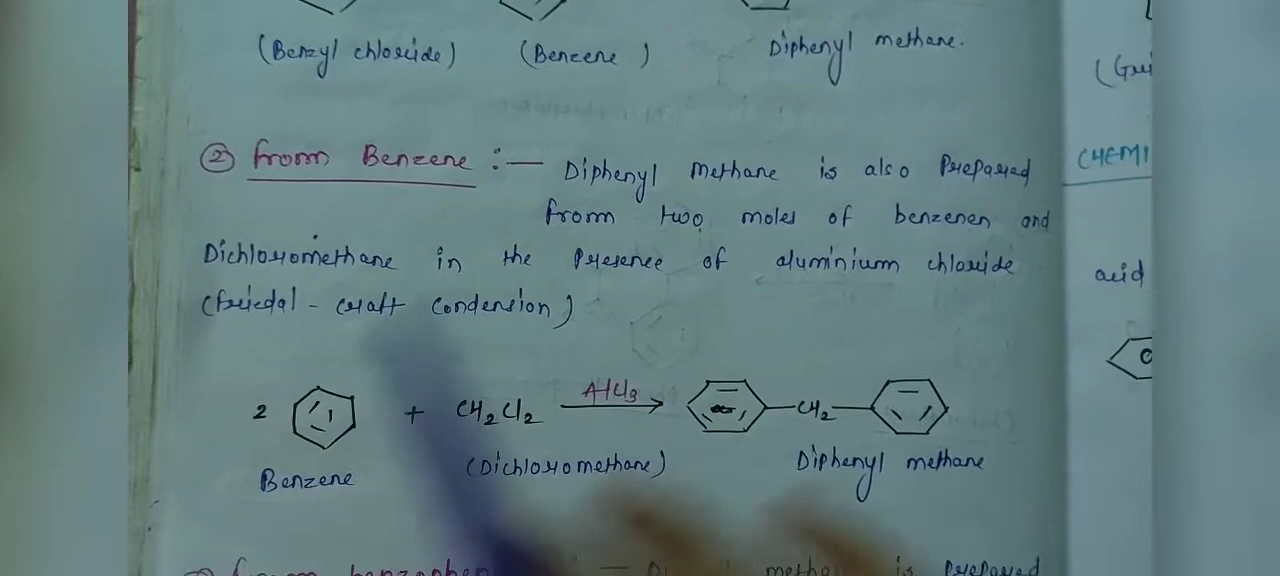 (Benzyl chloride) (Benzene) Diphenyl methane.
② from Benzene :— Diphenyl Methane is also Prepared
from two moles of benzenen and
Dichloromethane in the Presence of aluminium chloride
(friedal - craft Condension)
2 + CH2Cl2 AlCl3 CH2
Benzene (Dichloromethane) Diphenyl methane
from is prepared
CHEMI
acid